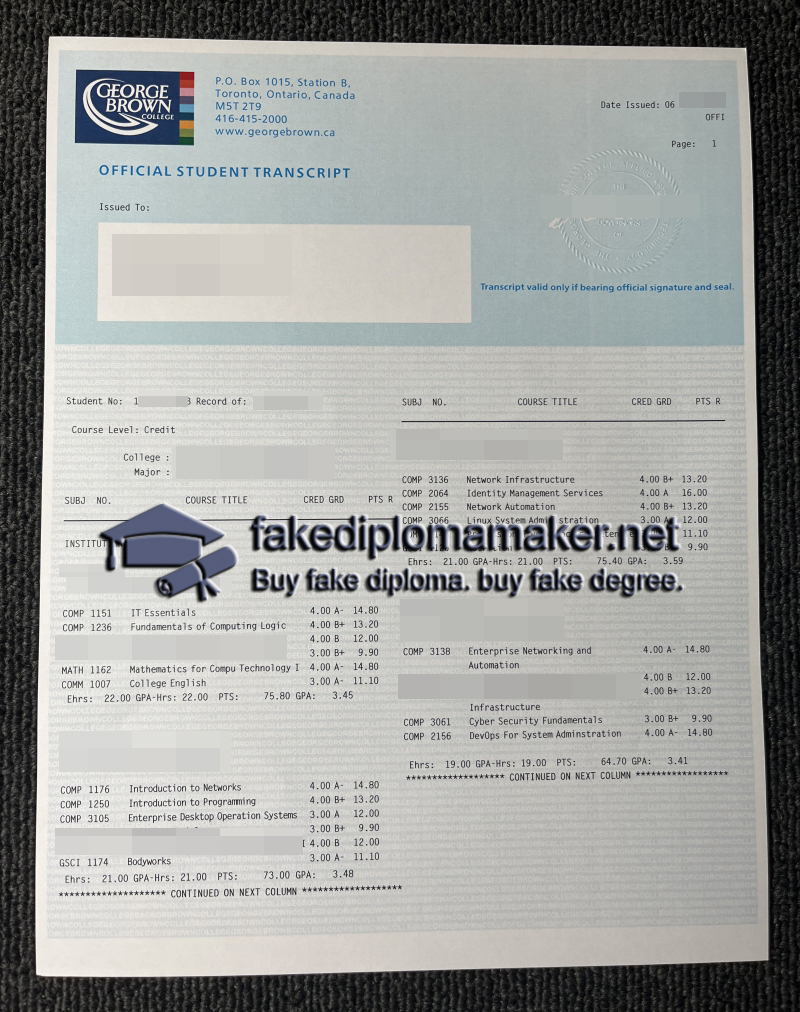 GEORGE
BROWN
COLLEGE
P.O. Box 1015, Station B,
Toronto, Ontario, Canada
M5T 2T9
416-415-2000
www.georgebrown.ca
Date Issued: 06
OFFI
Page: 1
OFFICIAL STUDENT TRANSCRIPT
Issued To:
Transcript valid only if bearing official signature and seal.
Student No: 1 3 Record of:
Course Level: Credit
College :
Major :
SUBJ NO. COURSE TITLE CRED GRD PTS R
INSTITUT
COMP 1151 IT Essentials 4.00 A- 14.80
COMP 1236 Fundamentals of Computing Logic 4.00 B+ 13.20
4.00 B 12.00
3.00 B+ 9.90
MATH 1162 Mathematics for Compu Technology I 4.00 A- 14.80
COMM 1007 College English 3.00 A- 11.10
Ehrs: 22.00 GPA-Hrs: 22.00 PTS: 75.80 GPA: 3.45
COMP 1176 Introduction to Networks 4.00 A- 14.80
COMP 1250 Introduction to Programming 4.00 B+ 13.20
COMP 3105 Enterprise Desktop Operation Systems 3.00 A 12.00
3.00 B+ 9.90
I 4.00 B 12.00
GSCI 1174 Bodyworks 3.00 A- 11.10
Ehrs: 21.00 GPA-Hrs: 21.00 PTS: 73.00 GPA: 3.48
******************** CONTINUED ON NEXT COLUMN *******************
SUBJ NO. COURSE TITLE CRED GRD PTS R
COMP 3136 Network Infrastructure 4.00 B+ 13.20
COMP 2064 Identity Management Services 4.00 A 16.00
COMP 2155 Network Automation 4.00 B+ 13.20
COMP 3066 Linux System Administration 3.00 A 12.00
11.10
9.90
Ehrs: 21.00 GPA-Hrs: 21.00 PTS: 75.40 GPA: 3.59
COMP 3138 Enterprise Networking and 4.00 A- 14.80
Automation
4.00 B 12.00
4.00 B+ 13.20
Infrastructure
COMP 3061 Cyber Security Fundamentals 3.00 B+ 9.90
COMP 2156 DevOps For System Adminstration 4.00 A- 14.80
Ehrs: 19.00 GPA-Hrs: 19.00 PTS: 64.70 GPA: 3.41
******************* CONTINUED ON NEXT COLUMN ******************
fakediplomamaker.net
Buy fake diploma. buy fake degree.